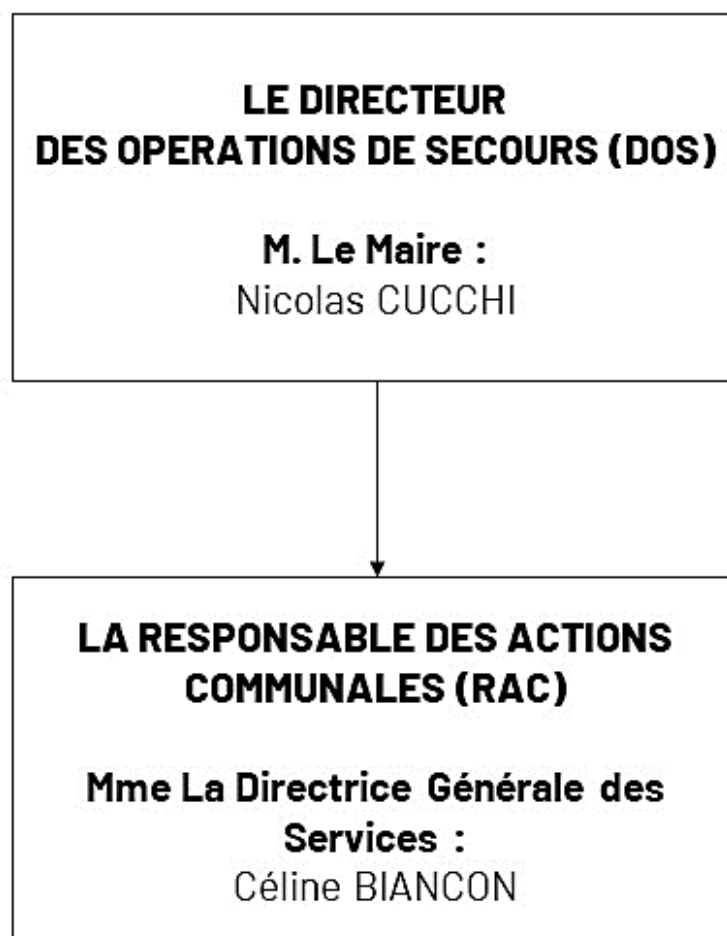 LE DIRECTEUR
DES OPERATIONS DE SECOURS (DOS)
M. Le Maire :
Nicolas CUCCHI
LA RESPONSABLE DES ACTIONS
COMMUNALES (RAC)
Mme La Directrice Générale des
Services :
Céline BIANCON